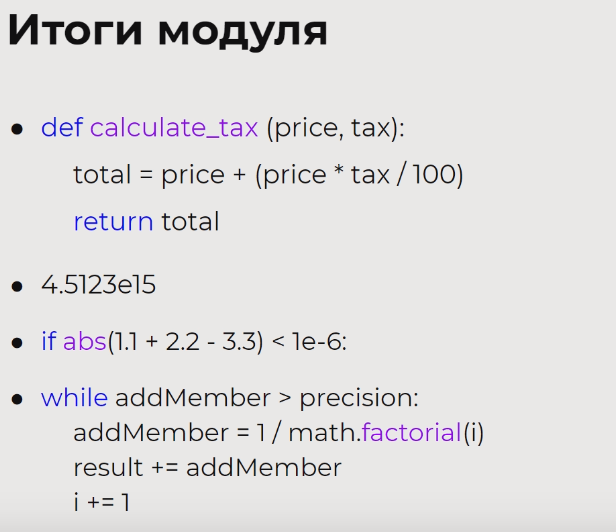 Итоги модуля
• def calculate_tax (price, tax):
total = price + (price * tax / 100)
return total
• 4.5123e15
• if abs(1.1 + 2.2 - 3.3) < 1e-6:
• while addMember > precision:
addMember = 1 / math.factorial(i)
result += addMember
i += 1